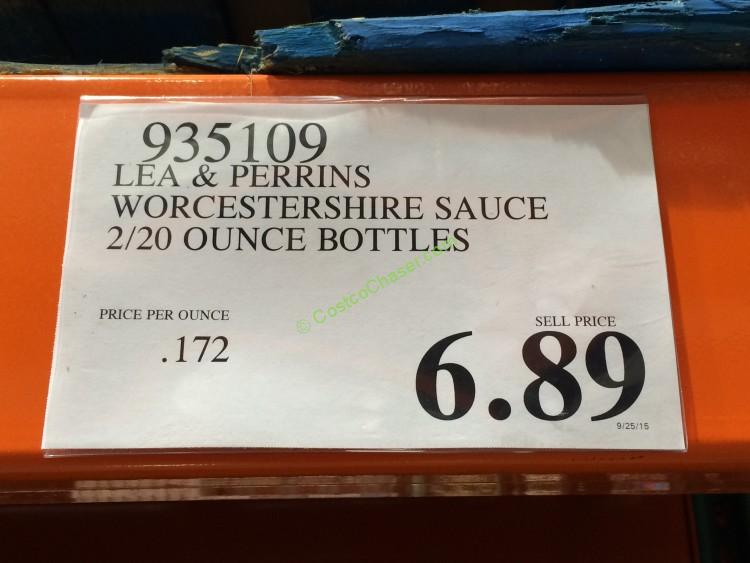 935109
LEA & PERRINS
WORCESTERSHIRE SAUCE
2/20 OUNCE BOTTLES
© CostcoChaser.com
PRICE PER OUNCE
.172
SELL PRICE
6.89
9/25/15